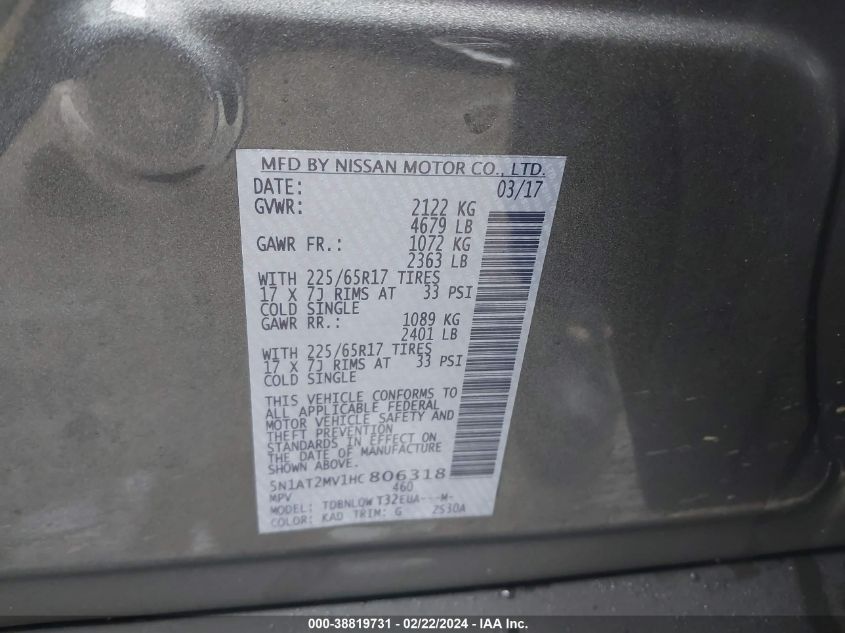 MFD BY NISSAN MOTOR CO., LTD.
DATE: 03/17
GVWR: 2122 KG
4679 LB
GAWR FR.: 1072 KG
2363 LB
WITH 225/65R17 TIRES
17 X 7J RIMS AT 33 PSI
COLD SINGLE
GAWR RR.: 1089 KG
2401 LB
WITH 225/65R17 TIRES
17 X 7J RIMS AT 33 PSI
COLD SINGLE
THIS VEHICLE CONFORMS TO
ALL APPLICABLE FEDERAL
MOTOR VEHICLE SAFETY AND
THEFT PREVENTION
STANDARDS IN EFFECT ON
THE DATE OF MANUFACTURE
SHOWN ABOVE.
5N1AT2MV1HC806318
MPV 460
MODEL: TDBNLQW T32EUA---M-
COLOR: KAD TRIM: G ZS30A
000-38819731 - 02/22/2024 - IAA, Inc.